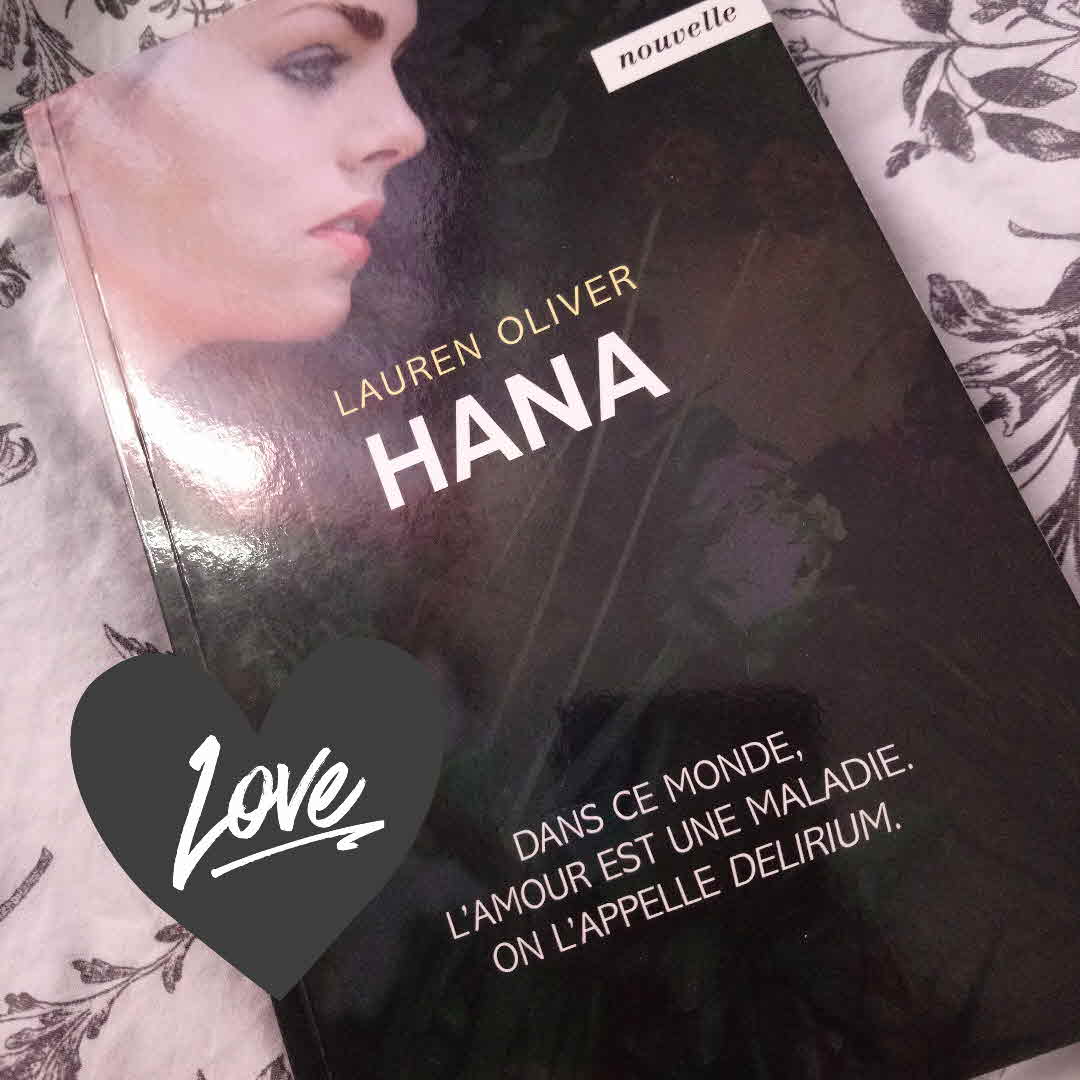 nouvelle
LAUREN OLIVER
HANA
Love
DANS CE MONDE,
L'AMOUR EST UNE MALADIE.
ON L'APPELLE DELIRIUM.